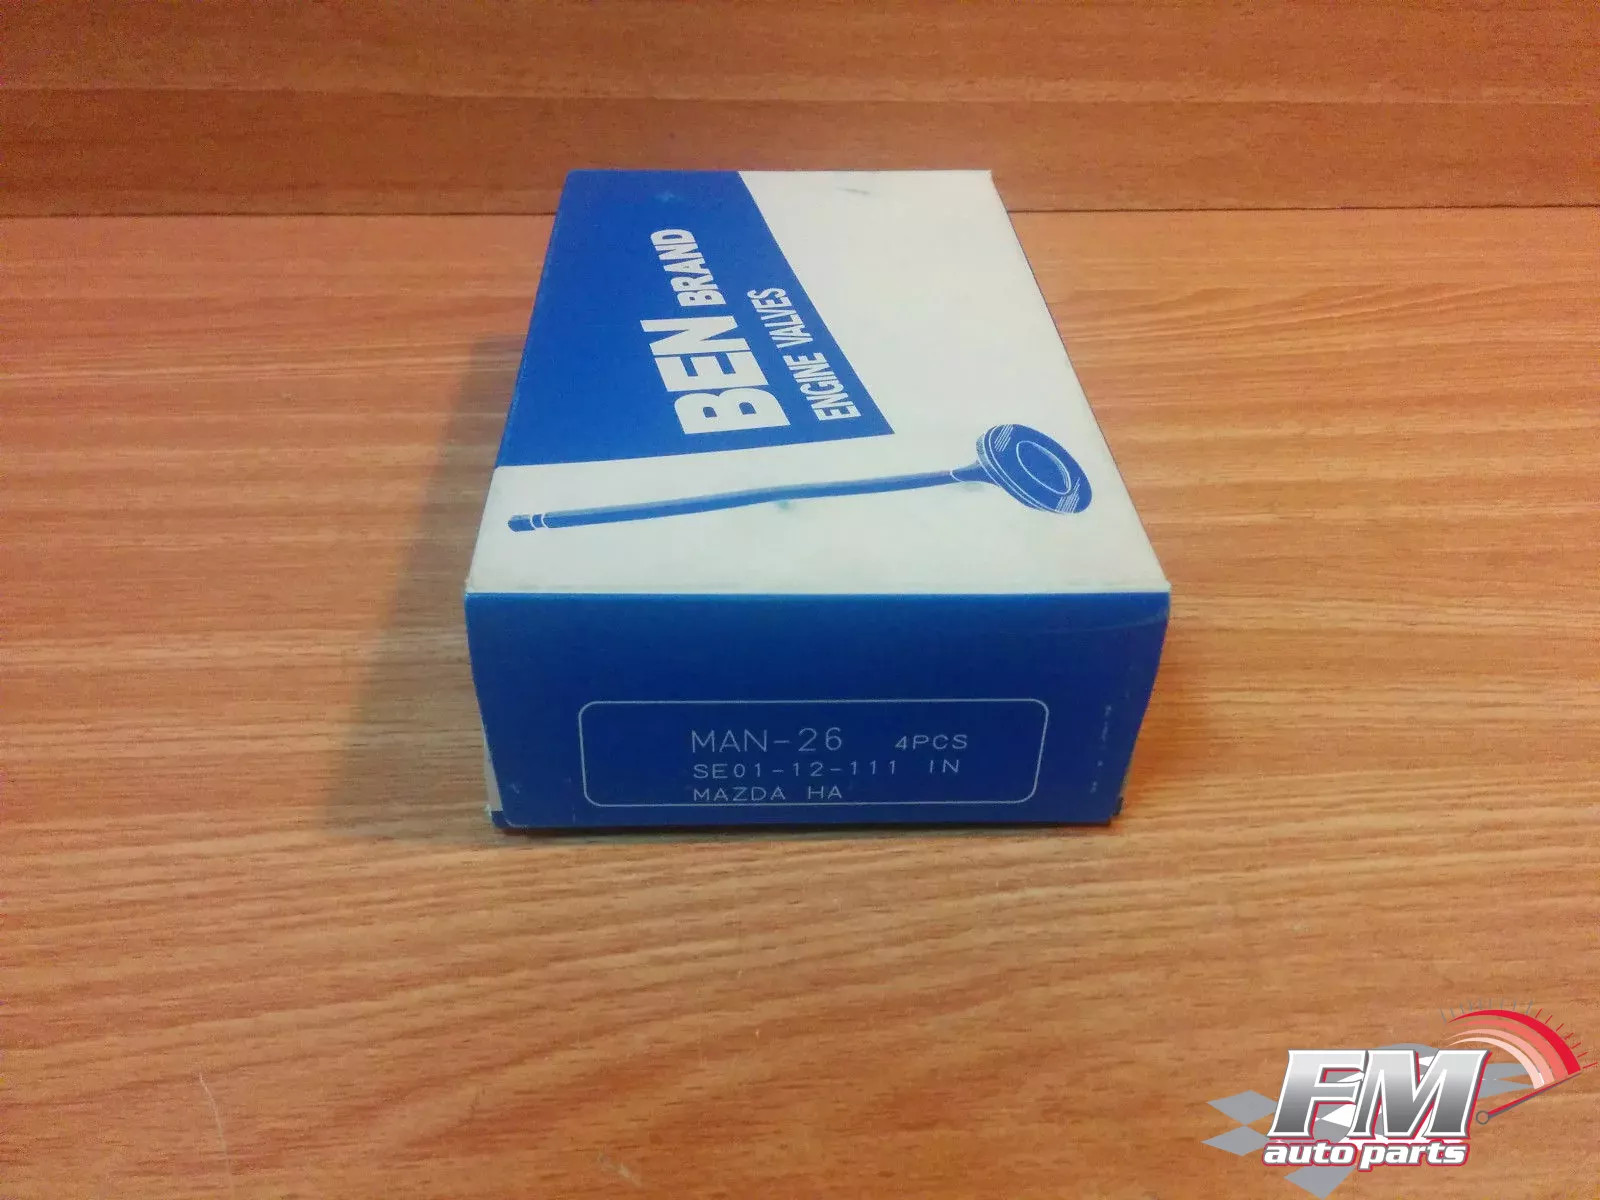 BEN BRAND
ENGINE VALVES
MAN-26 4PCS
SE01-12-111 IN
MAZDA HA
FM
auto parts